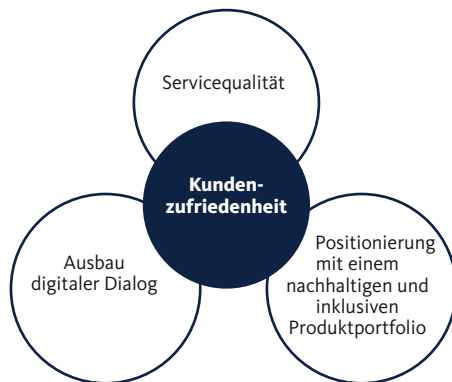 Servicequalität
Kunden-
zufriedenheit
Ausbau
digitaler Dialog
Positionierung
mit einem
nachhaltigen und
inklusiven
Produktportfolio